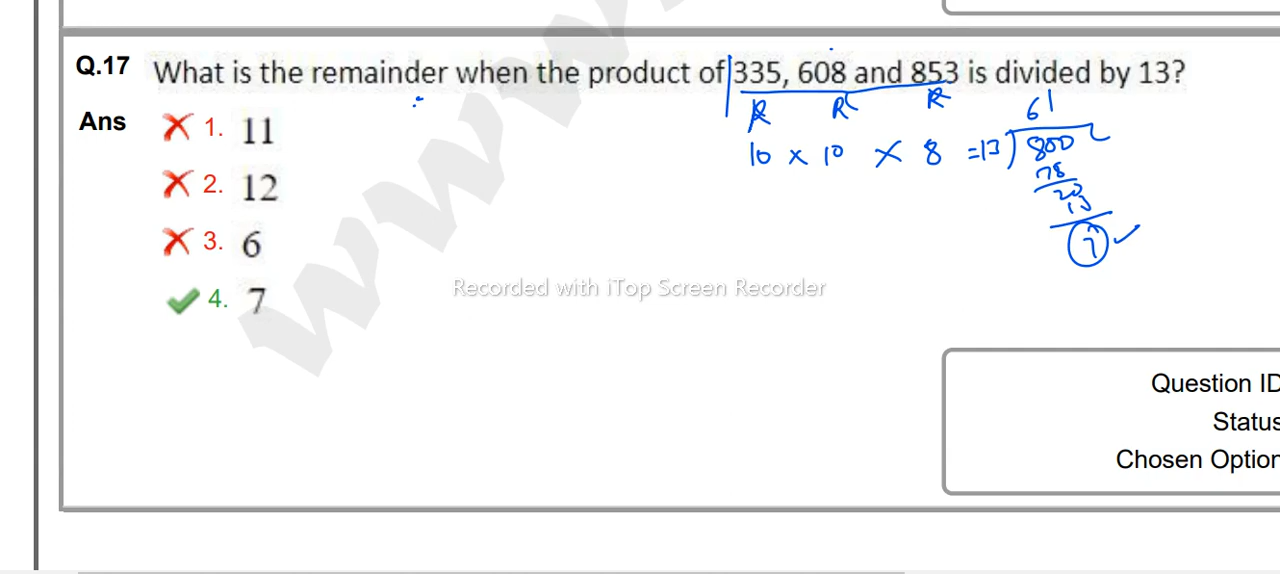 Q.17 What is the remainder when the product of 335, 608 and 853 is divided by 13?
R R R
Ans 1. 11
10 × 10 × 8 = 13 ) 800 ( 61
78
20
13
7 ✓
2. 12
3. 6
4. 7
www
Recorded with iTop Screen Recorder
Question ID
Status
Chosen Option